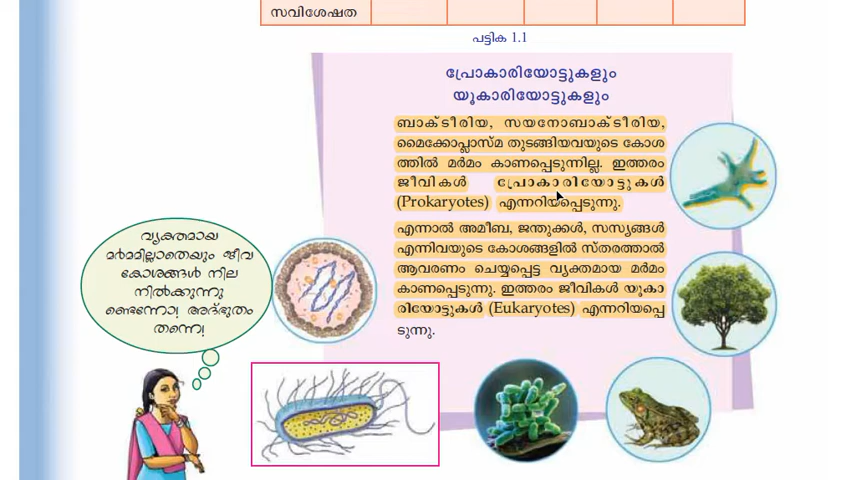 സവിശേഷത
പട്ടിക 1.1
പ്രോകാരിയോട്ടുകളും
യൂകാരിയോട്ടുകളും
ബാക്ടീരിയ, സയനോബാക്ടീരിയ,
മൈക്കോപ്ലാസ്മ തുടങ്ങിയവയുടെ കോശ
ത്തിൽ മർമം കാണപ്പെടുന്നില്ല. ഇത്തരം
ജീവികൾ പ്രോകാരിയോട്ടുകൾ
(Prokaryotes) എന്നറിയപ്പെടുന്നു.
എന്നാൽ അമീബ, ജന്തുക്കൾ, സസ്യങ്ങൾ
എന്നിവയുടെ കോശങ്ങളിൽ സ്തരത്താൽ
ആവരണം ചെയ്യപ്പെട്ട വ്യക്തമായ മർമം
കാണപ്പെടുന്നു. ഇത്തരം ജീവികൾ യൂകാ
രിയോട്ടുകൾ (Eukaryotes) എന്നറിയപ്പെ
ടുന്നു.
വ്യക്തമായ
മർമമില്ലാതെയും ജീവ
കോശങ്ങൾ നില
നിൽക്കുന്നു
ണ്ടെന്നോ! അദ്ഭുതം
തന്നെ!